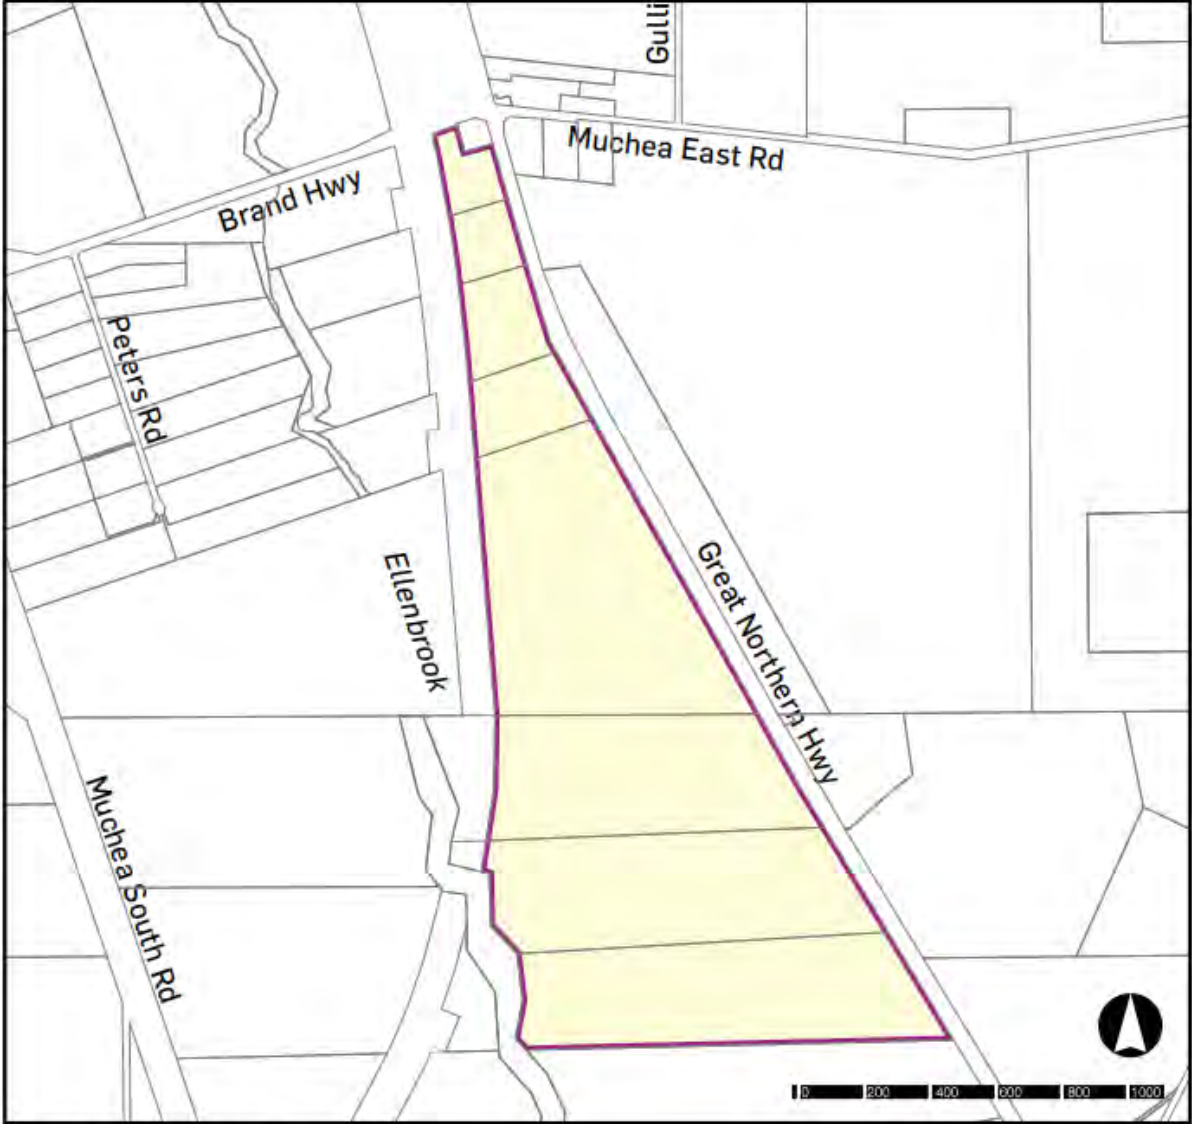 Gulli
Muchea East Rd
Brand Hwy
Peters Rd
Ellenbrook
Great Northern Hwy
Muchea South Rd
0 200 400 600 800 1000